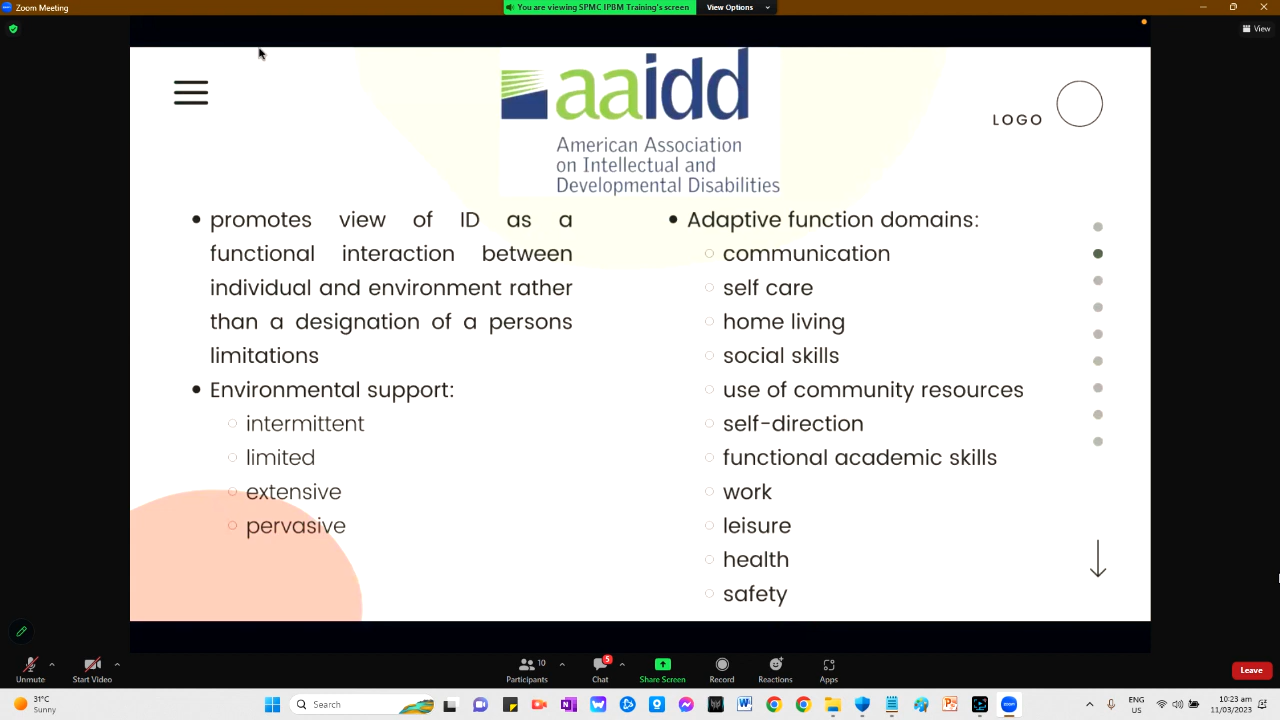 Zoom Meeting
You are viewing SPMC IPBM Training's screen
View Options
View
aaidd
American Association
on Intellectual and
Developmental Disabilities
LOGO
promotes view of ID as a
functional interaction between
individual and environment rather
than a designation of a persons
limitations
Environmental support:
intermittent
limited
extensive
pervasive
Adaptive function domains:
communication
self care
home living
social skills
use of community resources
self-direction
functional academic skills
work
leisure
health
safety
Unmute
Start Video
10
Participants
5
Chat
Share Screen
Record
Reactions
Apps
Leave
31°C
Sunny
Search
10:23 am
11/03/2023